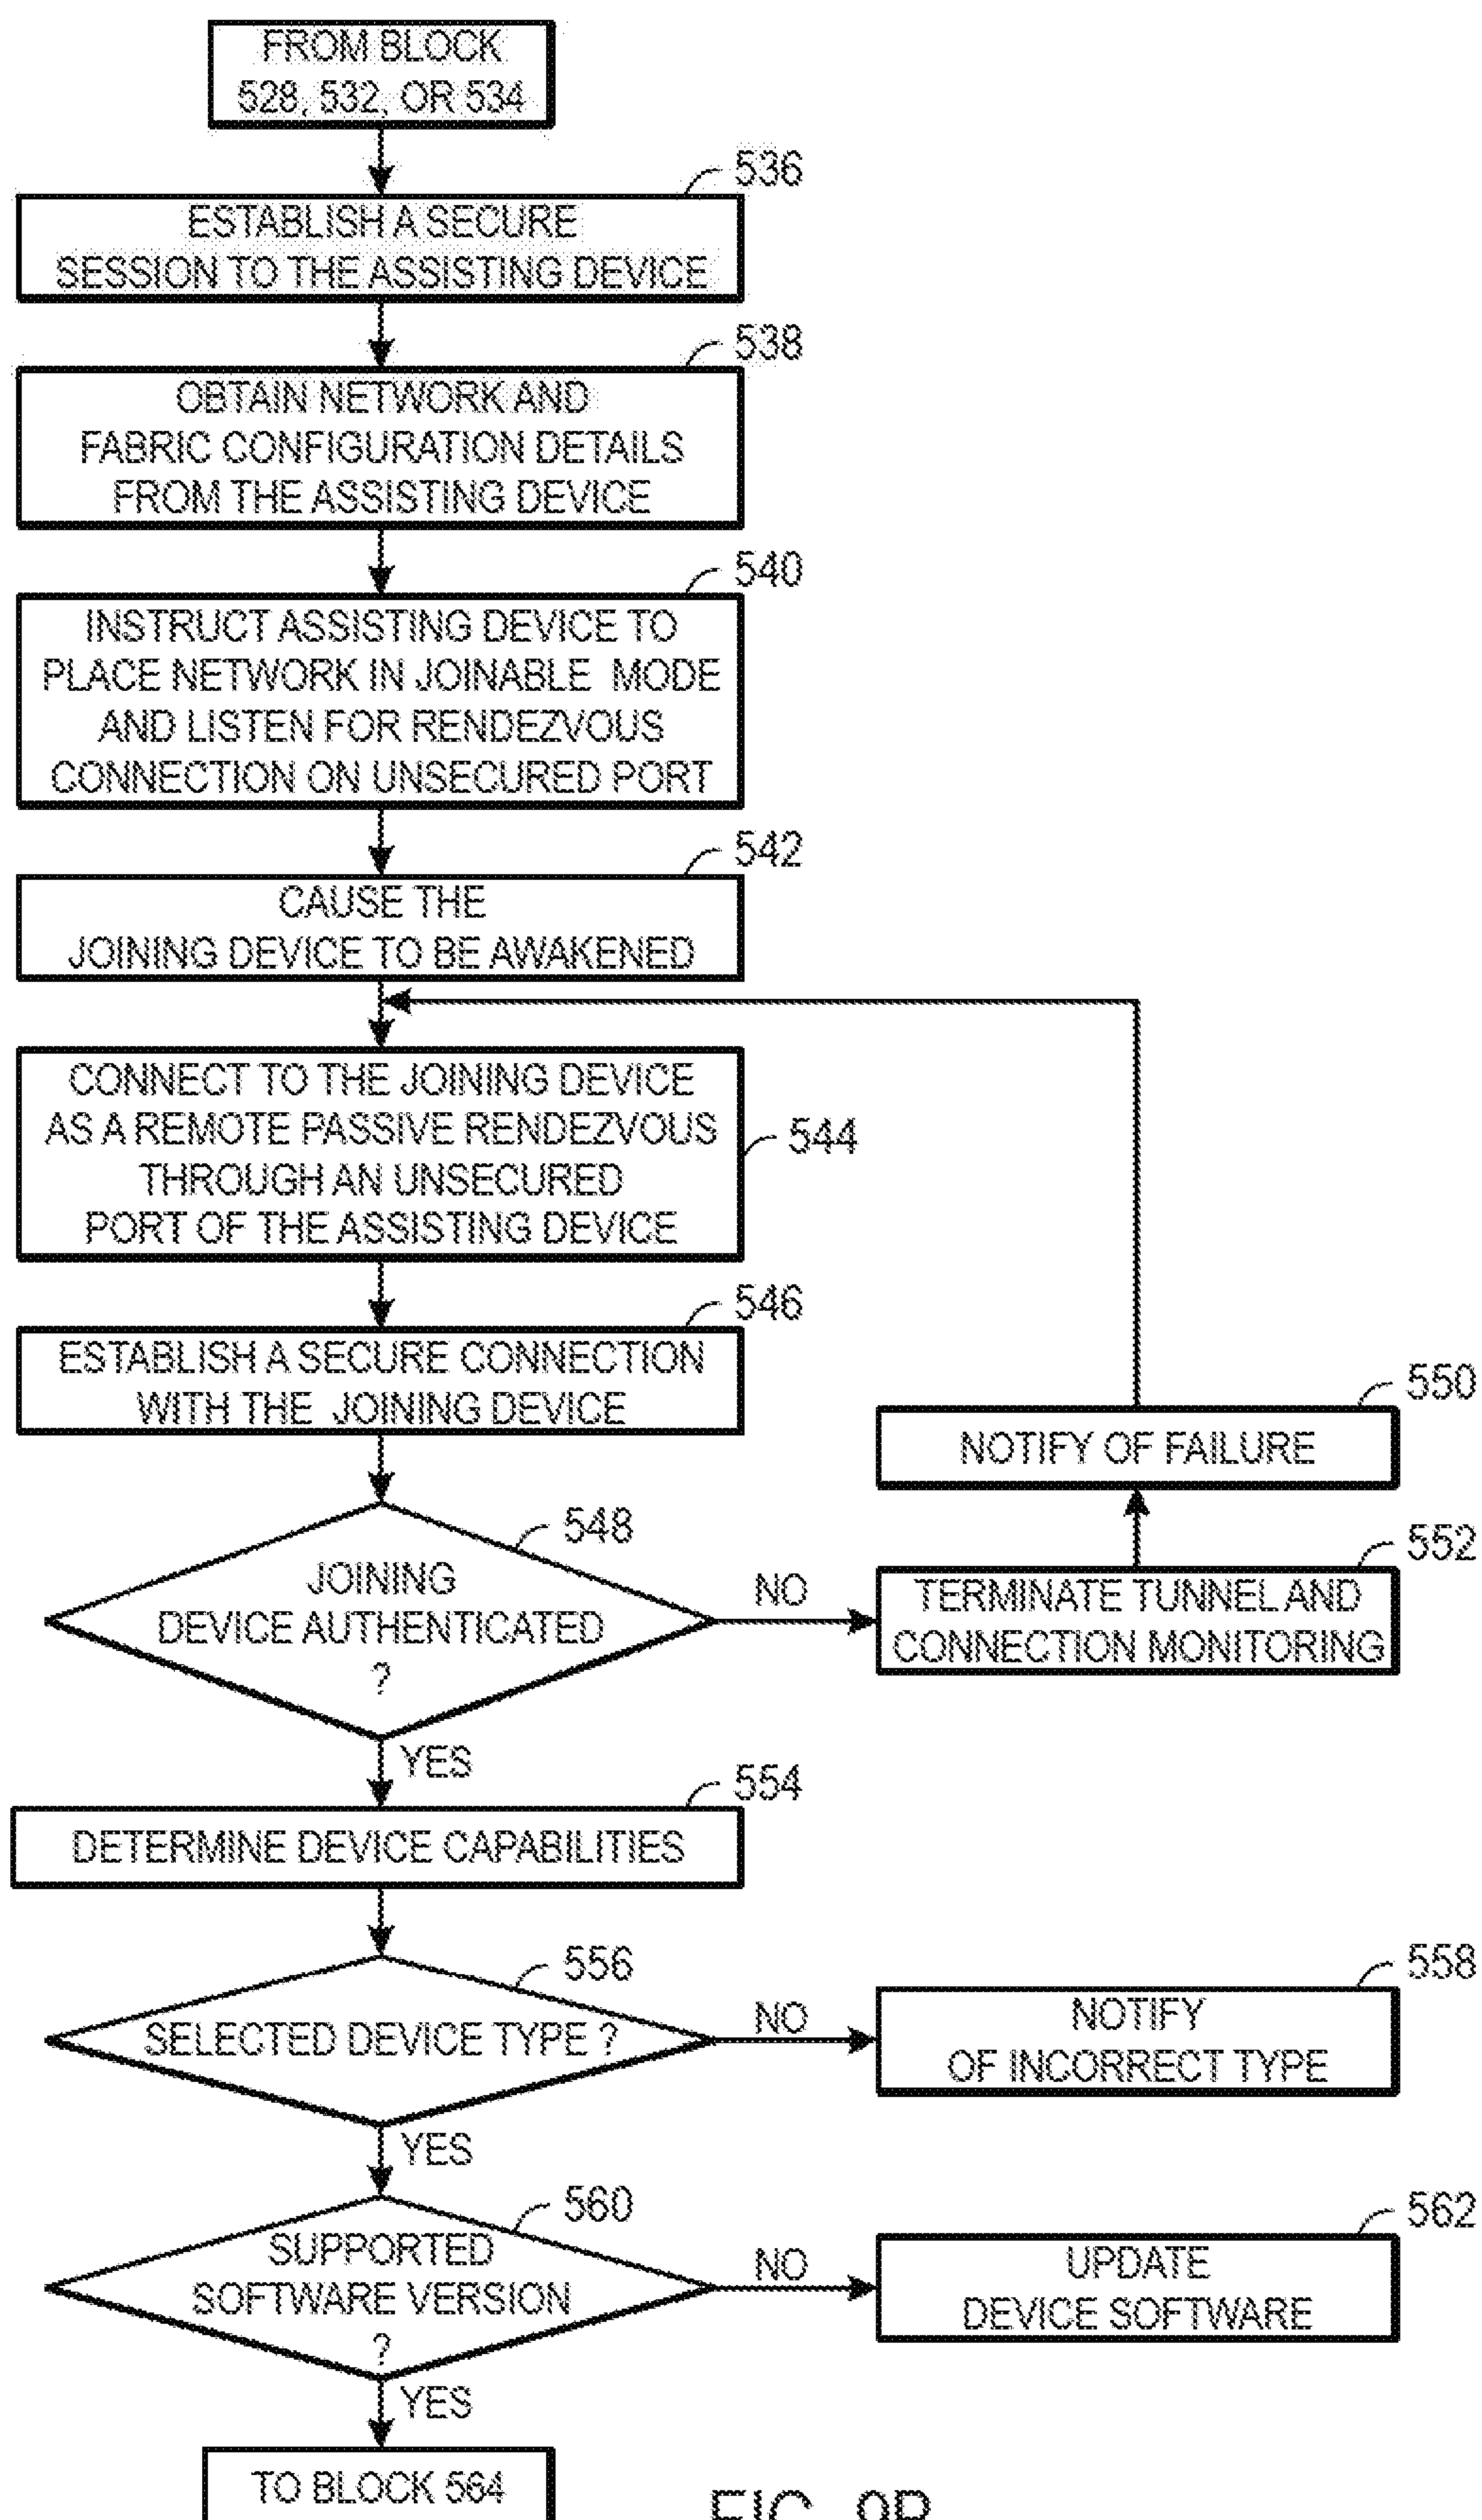 FROM BLOCK
528, 532, OR 534
536
ESTABLISH A SECURE
SESSION TO THE ASSISTING DEVICE
538
OBTAIN NETWORK AND
FABRIC CONFIGURATION DETAILS
FROM THE ASSISTING DEVICE
540
INSTRUCT ASSISTING DEVICE TO
PLACE NETWORK IN JOINABLE MODE
AND LISTEN FOR RENDEZVOUS
CONNECTION ON UNSECURED PORT
542
CAUSE THE
JOINING DEVICE TO BE AWAKENED
CONNECT TO THE JOINING DEVICE
AS A REMOTE PASSIVE RENDEZVOUS
THROUGH AN UNSECURED
PORT OF THE ASSISTING DEVICE
544
546
ESTABLISH A SECURE CONNECTION
WITH THE JOINING DEVICE
550
NOTIFY OF FAILURE
548
JOINING
DEVICE AUTHENTICATED
?
NO
552
TERMINATE TUNNEL AND
CONNECTION MONITORING
YES
554
DETERMINE DEVICE CAPABILITIES
556
SELECTED DEVICE TYPE ?
NO
558
NOTIFY
OF INCORRECT TYPE
YES
560
SUPPORTED
SOFTWARE VERSION
?
NO
562
UPDATE
DEVICE SOFTWARE
YES
TO BLOCK 564
FIG. 9B